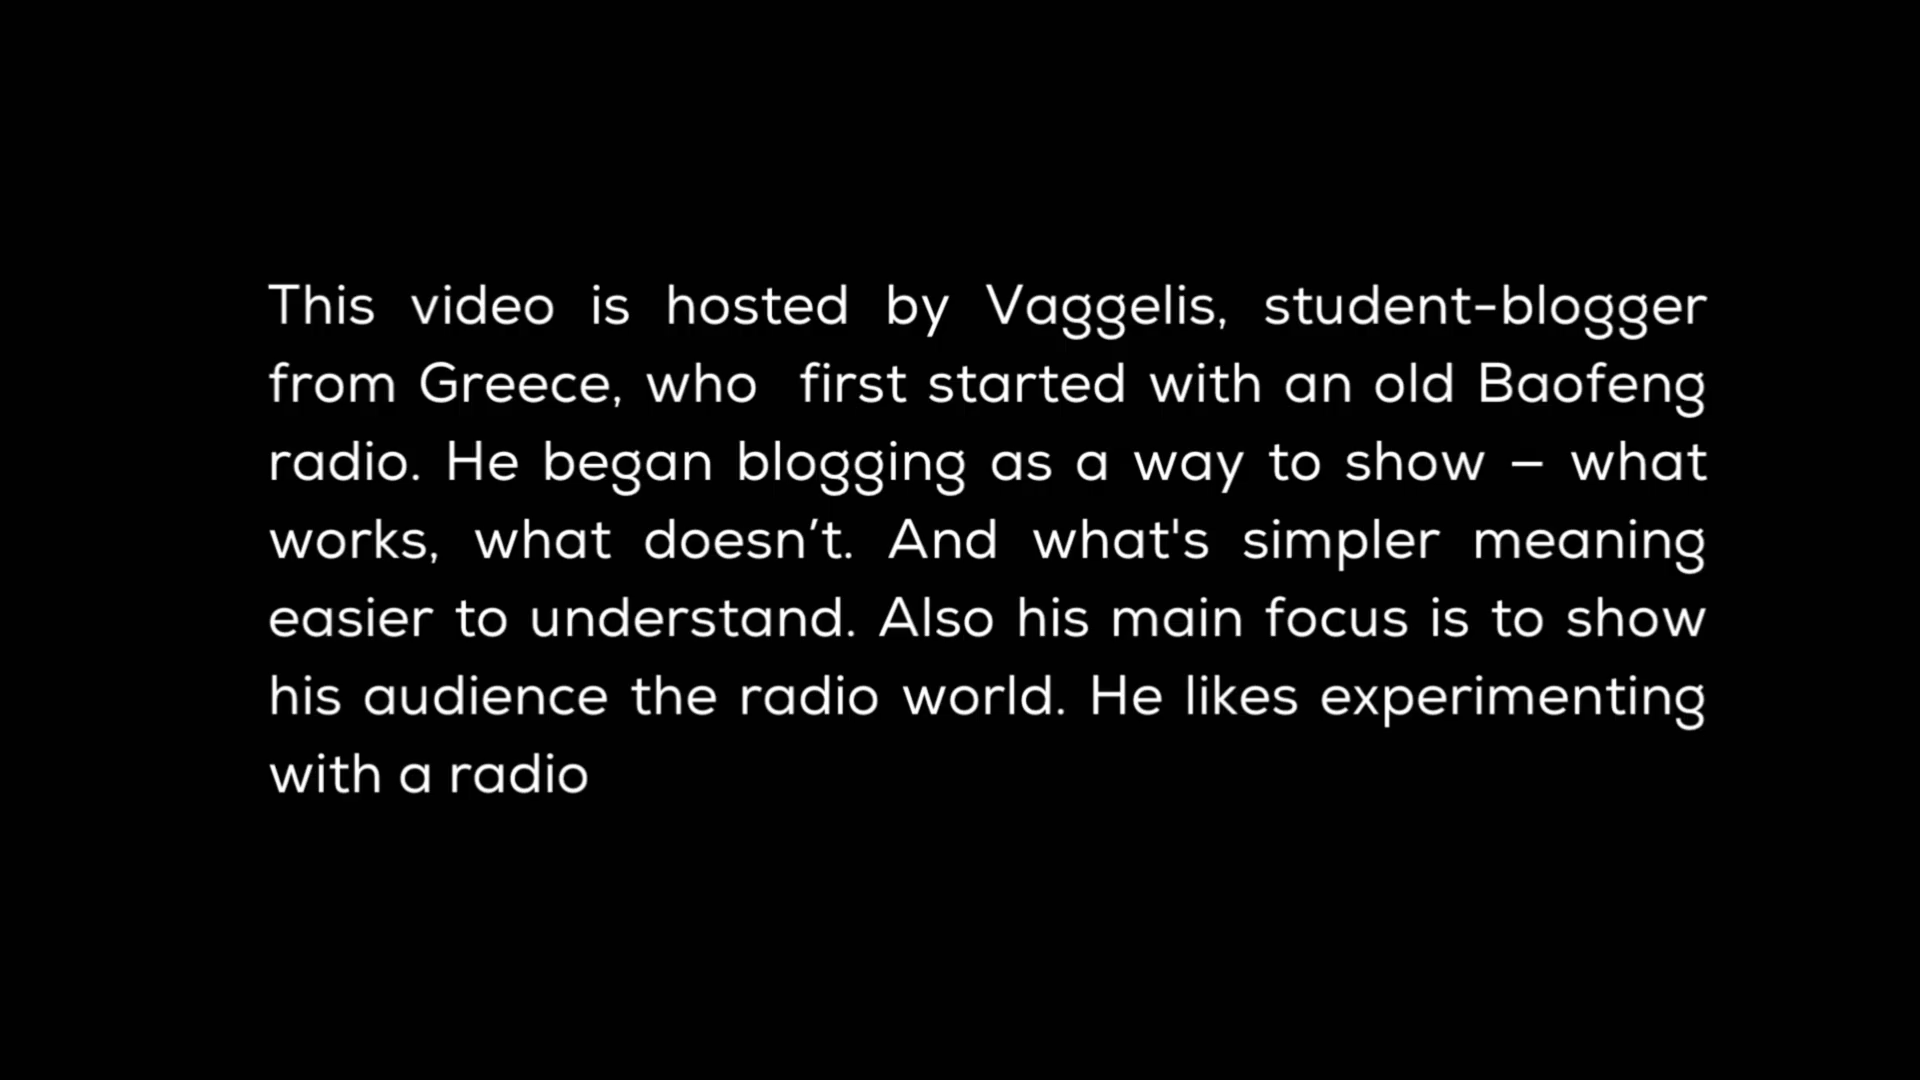 This video is hosted by Vaggelis, student-blogger
from Greece, who  first started with an old Baofeng
radio. He began blogging as a way to show – what
works, what doesn’t. And what's simpler meaning
easier to understand. Also his main focus is to show
his audience the radio world. He likes experimenting
with a radio